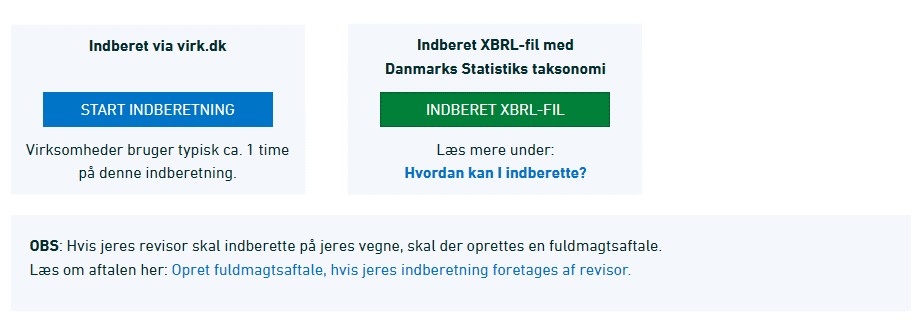 Indberet via virk.dk
START INDBERETNING
Virksomheder bruger typisk ca. 1 time
på denne indberetning.
Indberet XBRL-fil med
Danmarks Statistiks taksonomi
INDBERET XBRL-FIL
Læs mere under:
Hvordan kan I indberette?
OBS: Hvis jeres revisor skal indberette på jeres vegne, skal der oprettes en fuldmagtsaftale.
Læs om aftalen her: Opret fuldmagtsaftale, hvis jeres indberetning foretages af revisor.